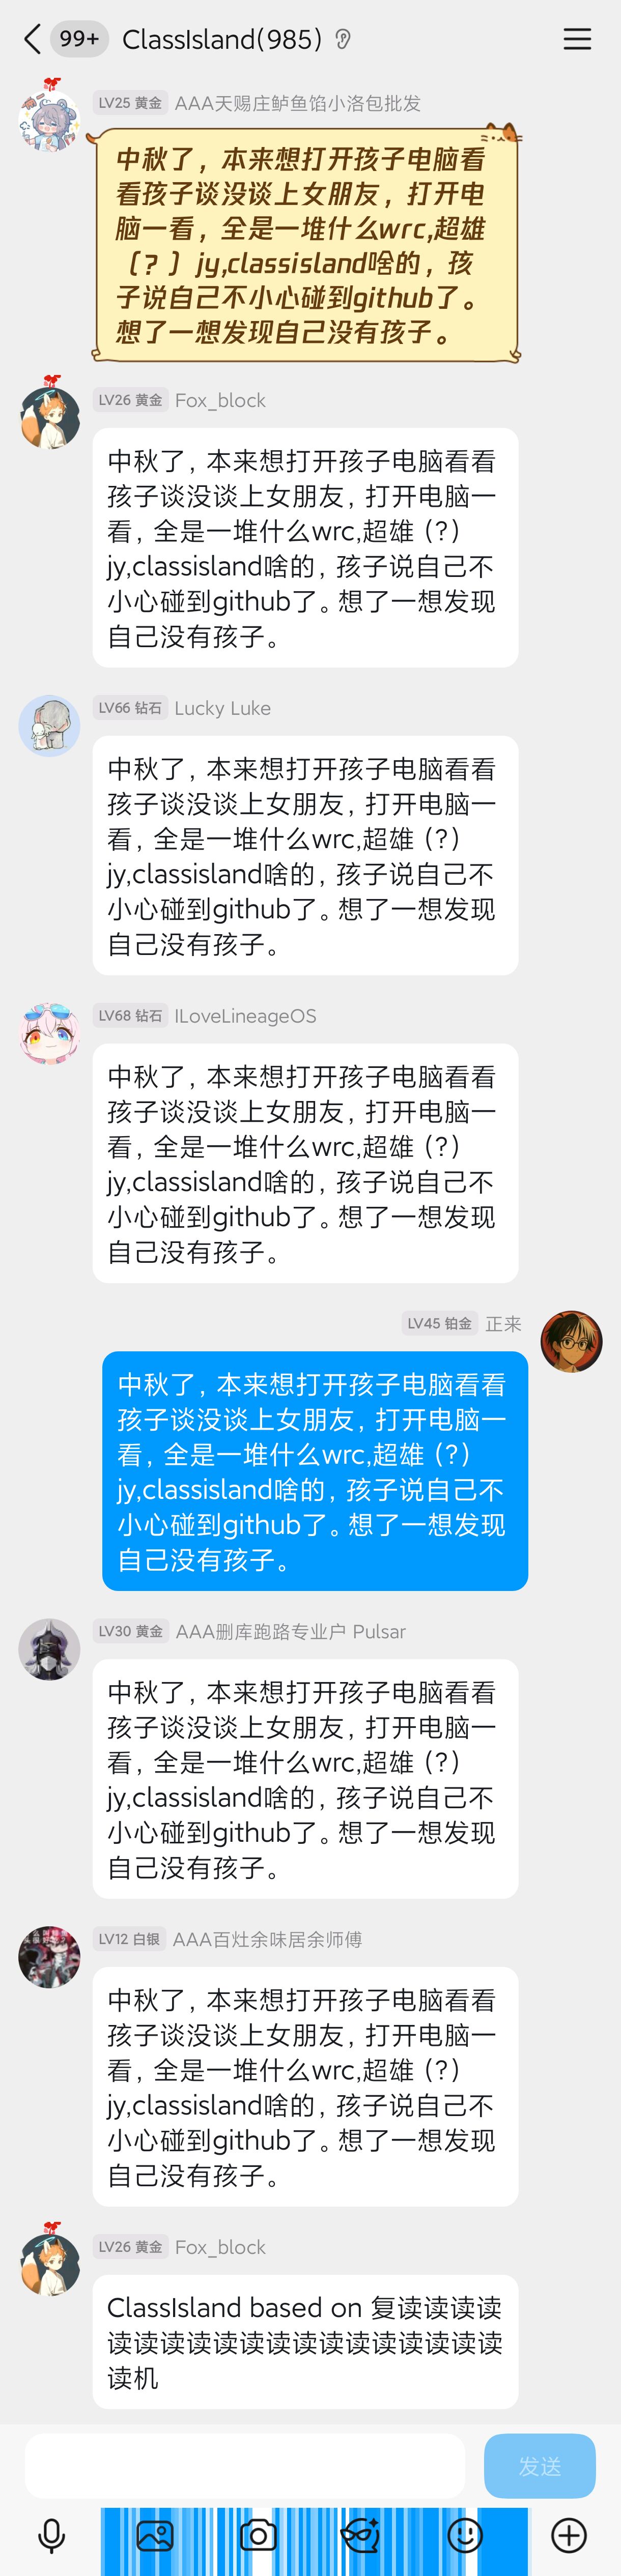 99+ ClassIsland(985)
LV25 黄金 AAA天赐庄鲈鱼馅小洛包批发
中秋了，本来想打开孩子电脑看
看孩子谈没谈上女朋友，打开电
脑一看，全是一堆什么wrc,超雄
（？）jy,classisland啥的，孩
子说自己不小心碰到github了。
想了一想发现自己没有孩子。
LV26 黄金 Fox_block
中秋了，本来想打开孩子电脑看看
孩子谈没谈上女朋友，打开电脑一
看，全是一堆什么wrc,超雄（?）
jy,classisland啥的，孩子说自己不
小心碰到github了。想了一想发现
自己没有孩子。
LV66 钻石 Lucky Luke
中秋了，本来想打开孩子电脑看看
孩子谈没谈上女朋友，打开电脑一
看，全是一堆什么wrc,超雄（?）
jy,classisland啥的，孩子说自己不
小心碰到github了。想了一想发现
自己没有孩子。
LV68 钻石 ILoveLineageOS
中秋了，本来想打开孩子电脑看看
孩子谈没谈上女朋友，打开电脑一
看，全是一堆什么wrc,超雄（?）
jy,classisland啥的，孩子说自己不
小心碰到github了。想了一想发现
自己没有孩子。
LV45 铂金 正来
中秋了，本来想打开孩子电脑看看
孩子谈没谈上女朋友，打开电脑一
看，全是一堆什么wrc,超雄（?）
jy,classisland啥的，孩子说自己不
小心碰到github了。想了一想发现
自己没有孩子。
LV30 黄金 AAA删库跑路专业户 Pulsar
中秋了，本来想打开孩子电脑看看
孩子谈没谈上女朋友，打开电脑一
看，全是一堆什么wrc,超雄（?）
jy,classisland啥的，孩子说自己不
小心碰到github了。想了一想发现
自己没有孩子。
LV12 白银 AAA百灶余味居余师傅
中秋了，本来想打开孩子电脑看看
孩子谈没谈上女朋友，打开电脑一
看，全是一堆什么wrc,超雄（?）
jy,classisland啥的，孩子说自己不
小心碰到github了。想了一想发现
自己没有孩子。
LV26 黄金 Fox_block
ClassIsland based on 复读读读读
读读读读读读读读读读读读读读读
读机
发送